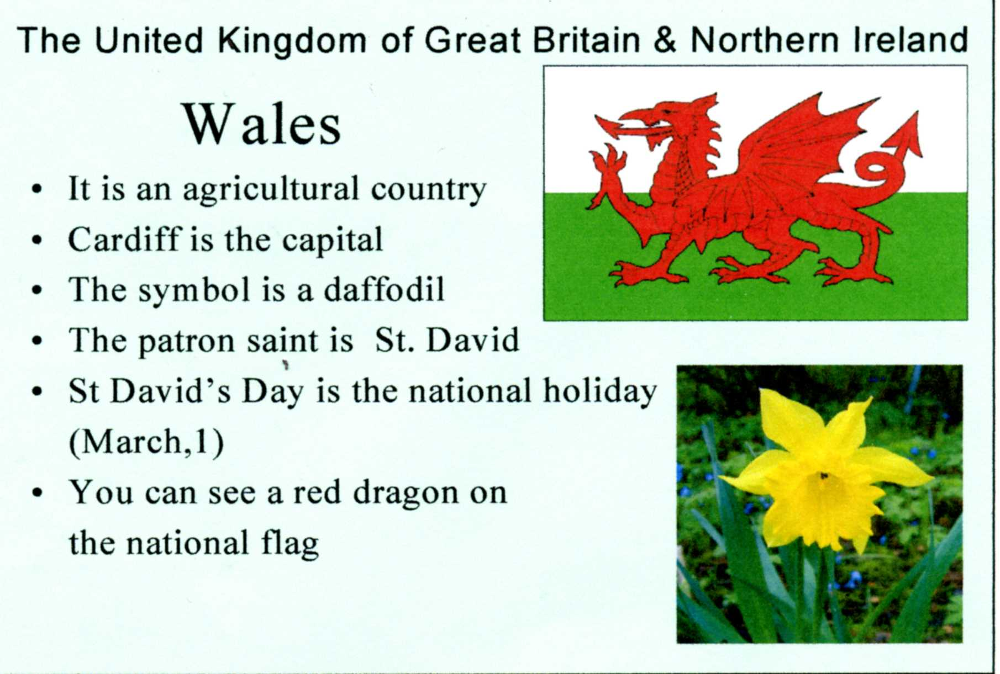 The United Kingdom of Great Britain & Northern Ireland
Wales
• It is an agricultural country
• Cardiff is the capital
• The symbol is a daffodil
• The patron saint is St. David
• St David’s Day is the national holiday
(March,1)
• You can see a red dragon on
the national flag